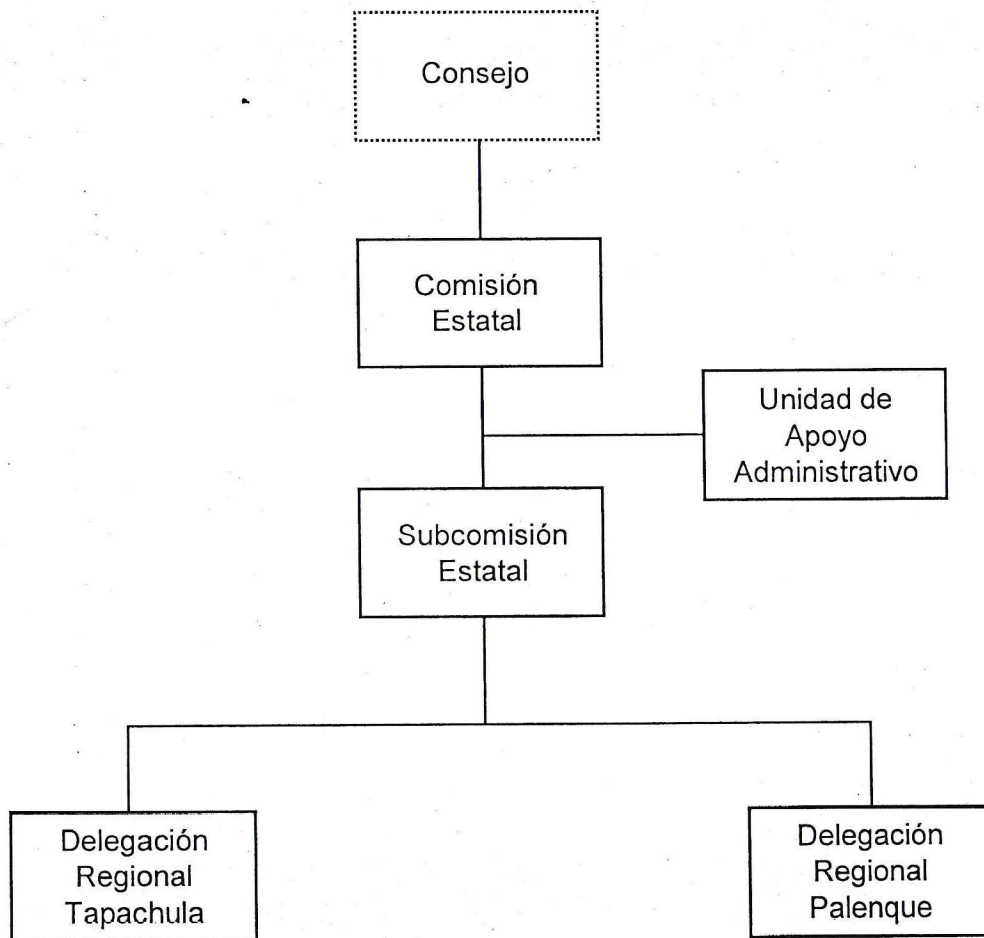 Consejo
Comisión
Estatal
Unidad de
Apoyo
Administrativo
Subcomisión
Estatal
Delegación
Regional
Tapachula
Delegación
Regional
Palenque